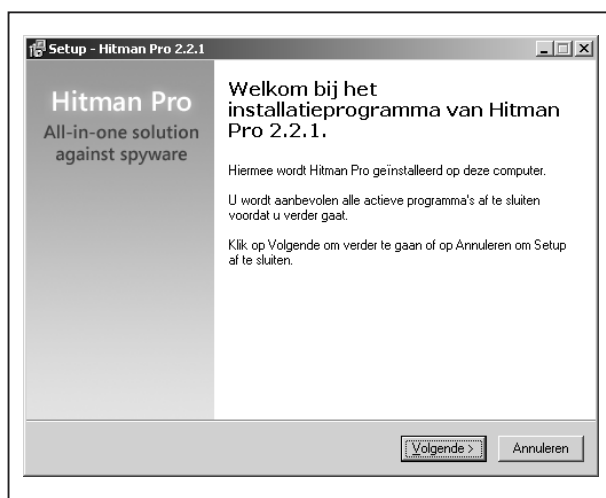 Setup - Hitman Pro 2.2.1
Hitman Pro
All-in-one solution
against spyware
Welkom bij het
installatieprogramma van Hitman
Pro 2.2.1.
Hiermee wordt Hitman Pro geïnstalleerd op deze computer.
U wordt aanbevolen alle actieve programma's af te sluiten
voordat u verder gaat.
Klik op Volgende om verder te gaan of op Annuleren om Setup
af te sluiten.
Volgende >
Annuleren